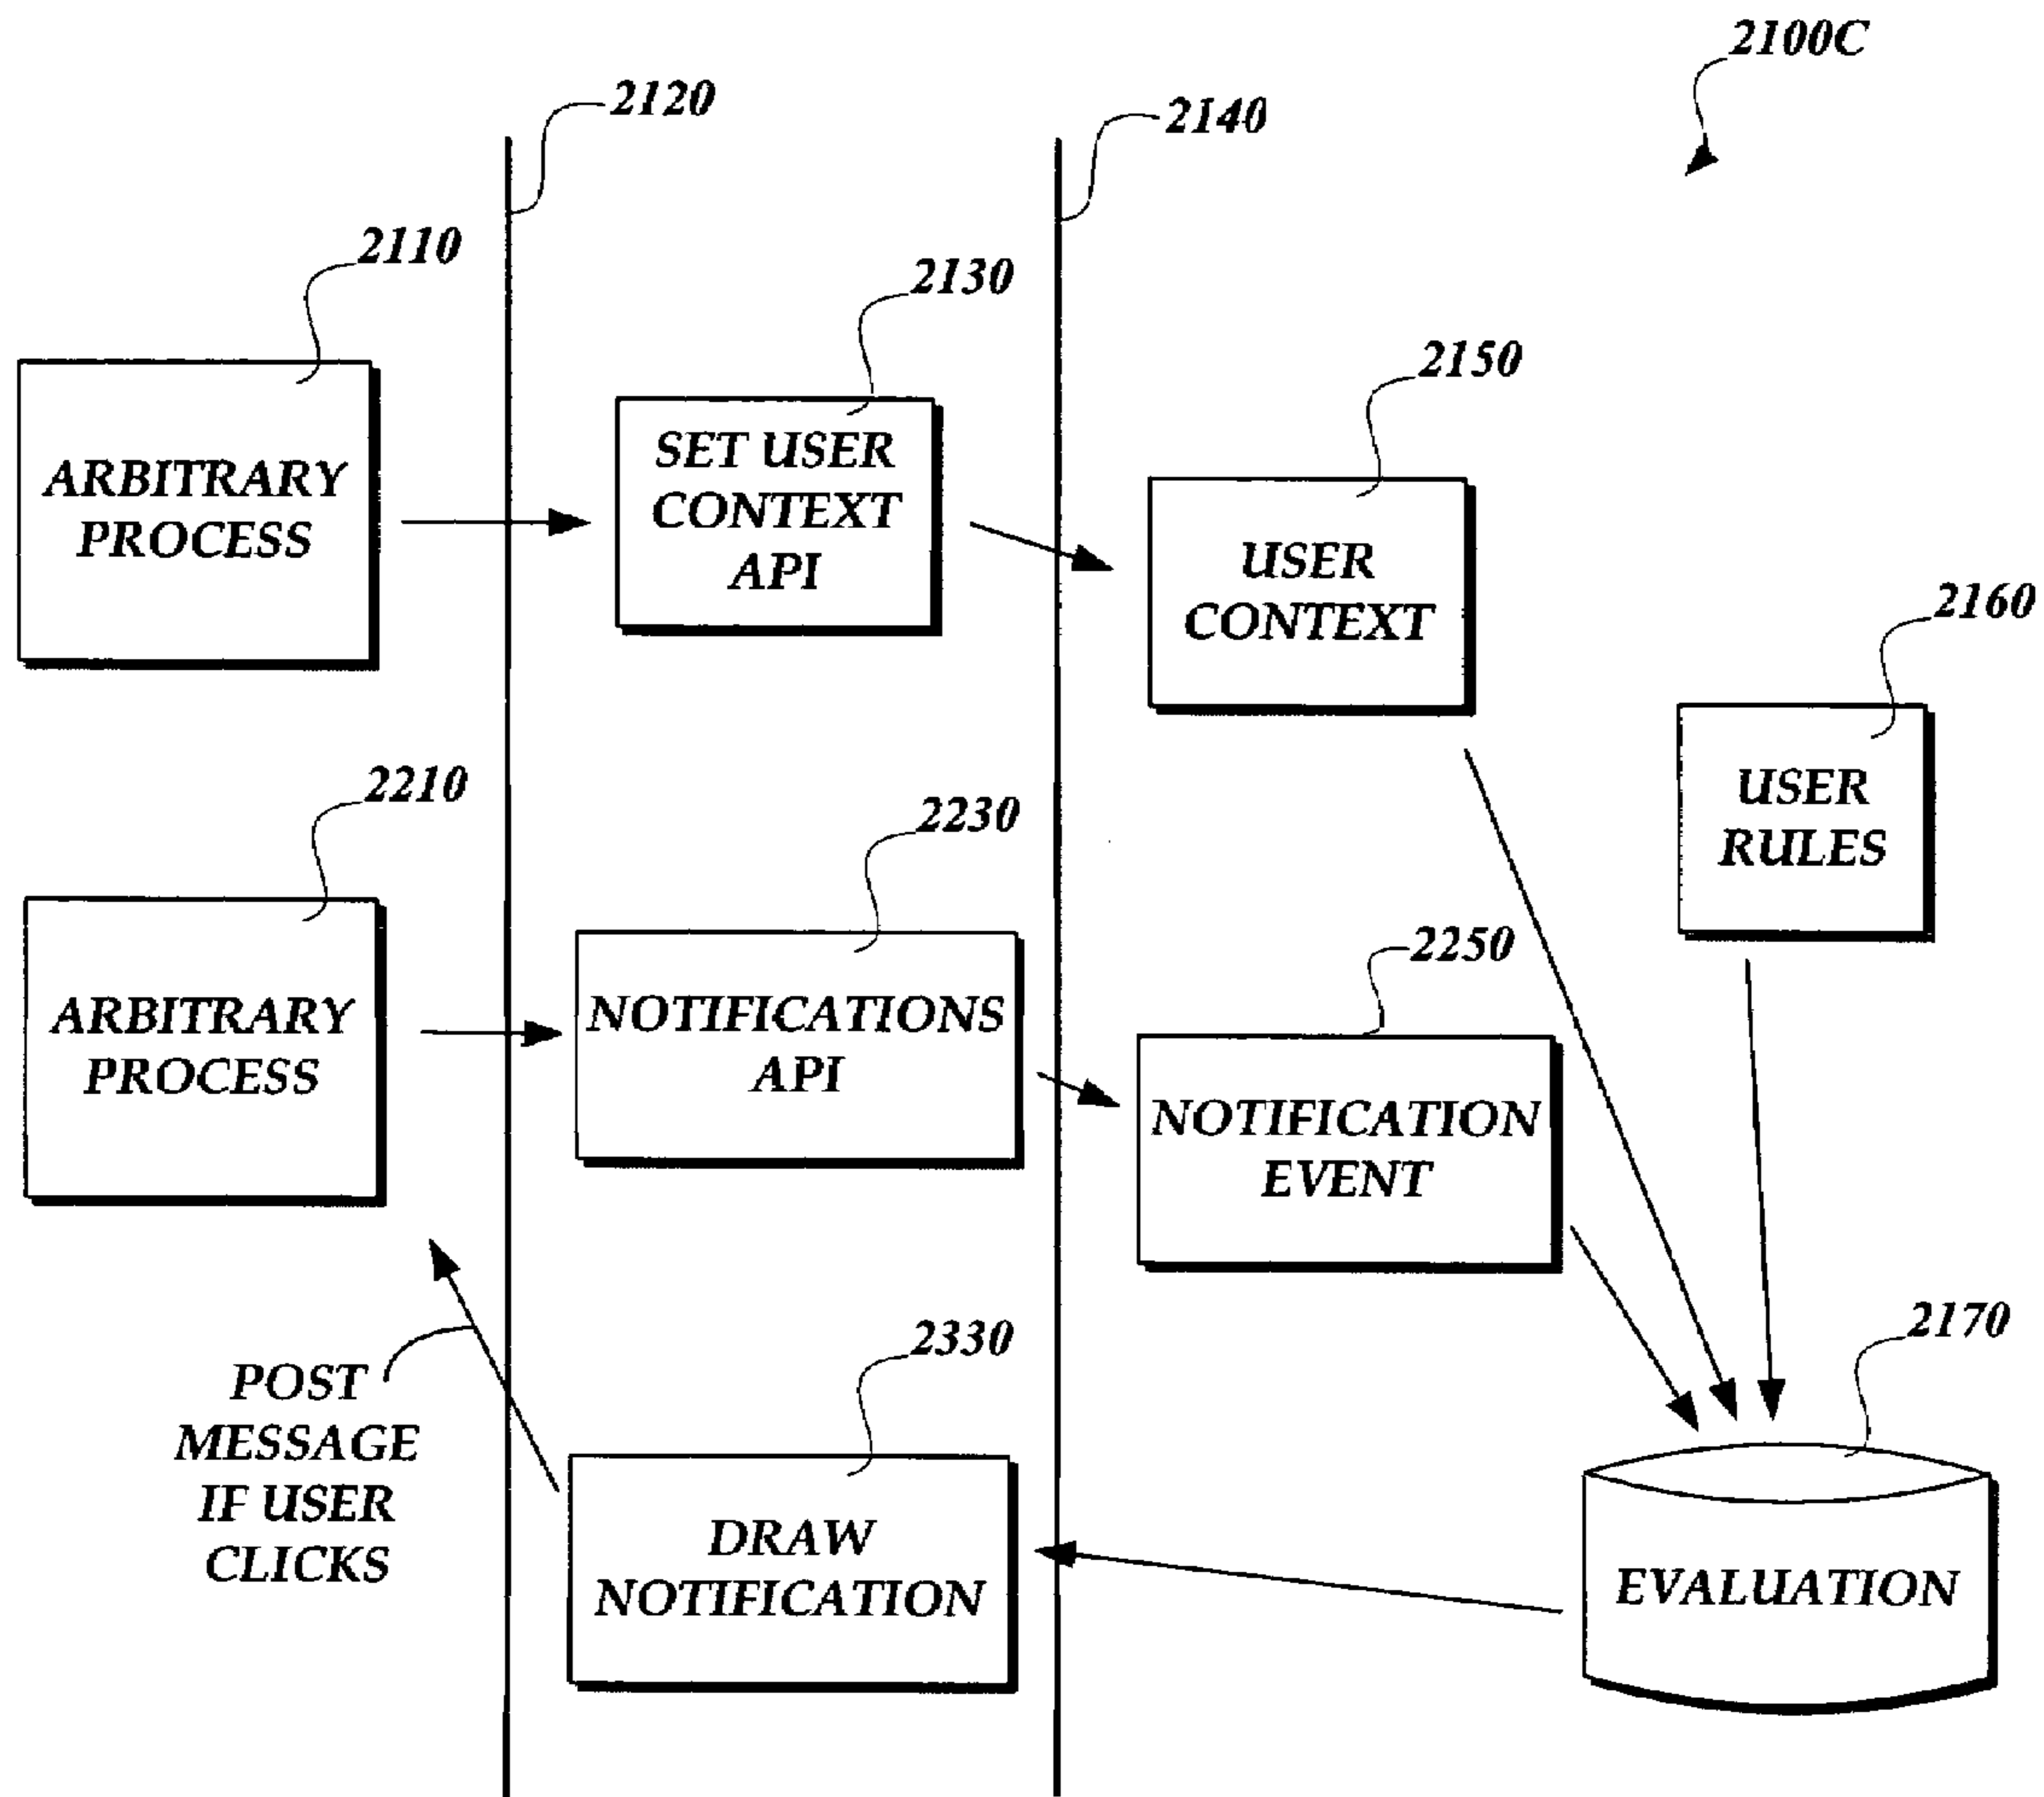 2100C
2120
2140
2110
2130
2150
ARBITRARY
PROCESS
SET USER
CONTEXT
API
USER
CONTEXT
2160
USER
RULES
2210
2230
2250
ARBITRARY
PROCESS
NOTIFICATIONS
API
NOTIFICATION
EVENT
2330
2170
POST
MESSAGE
IF USER
CLICKS
DRAW
NOTIFICATION
EVALUATION